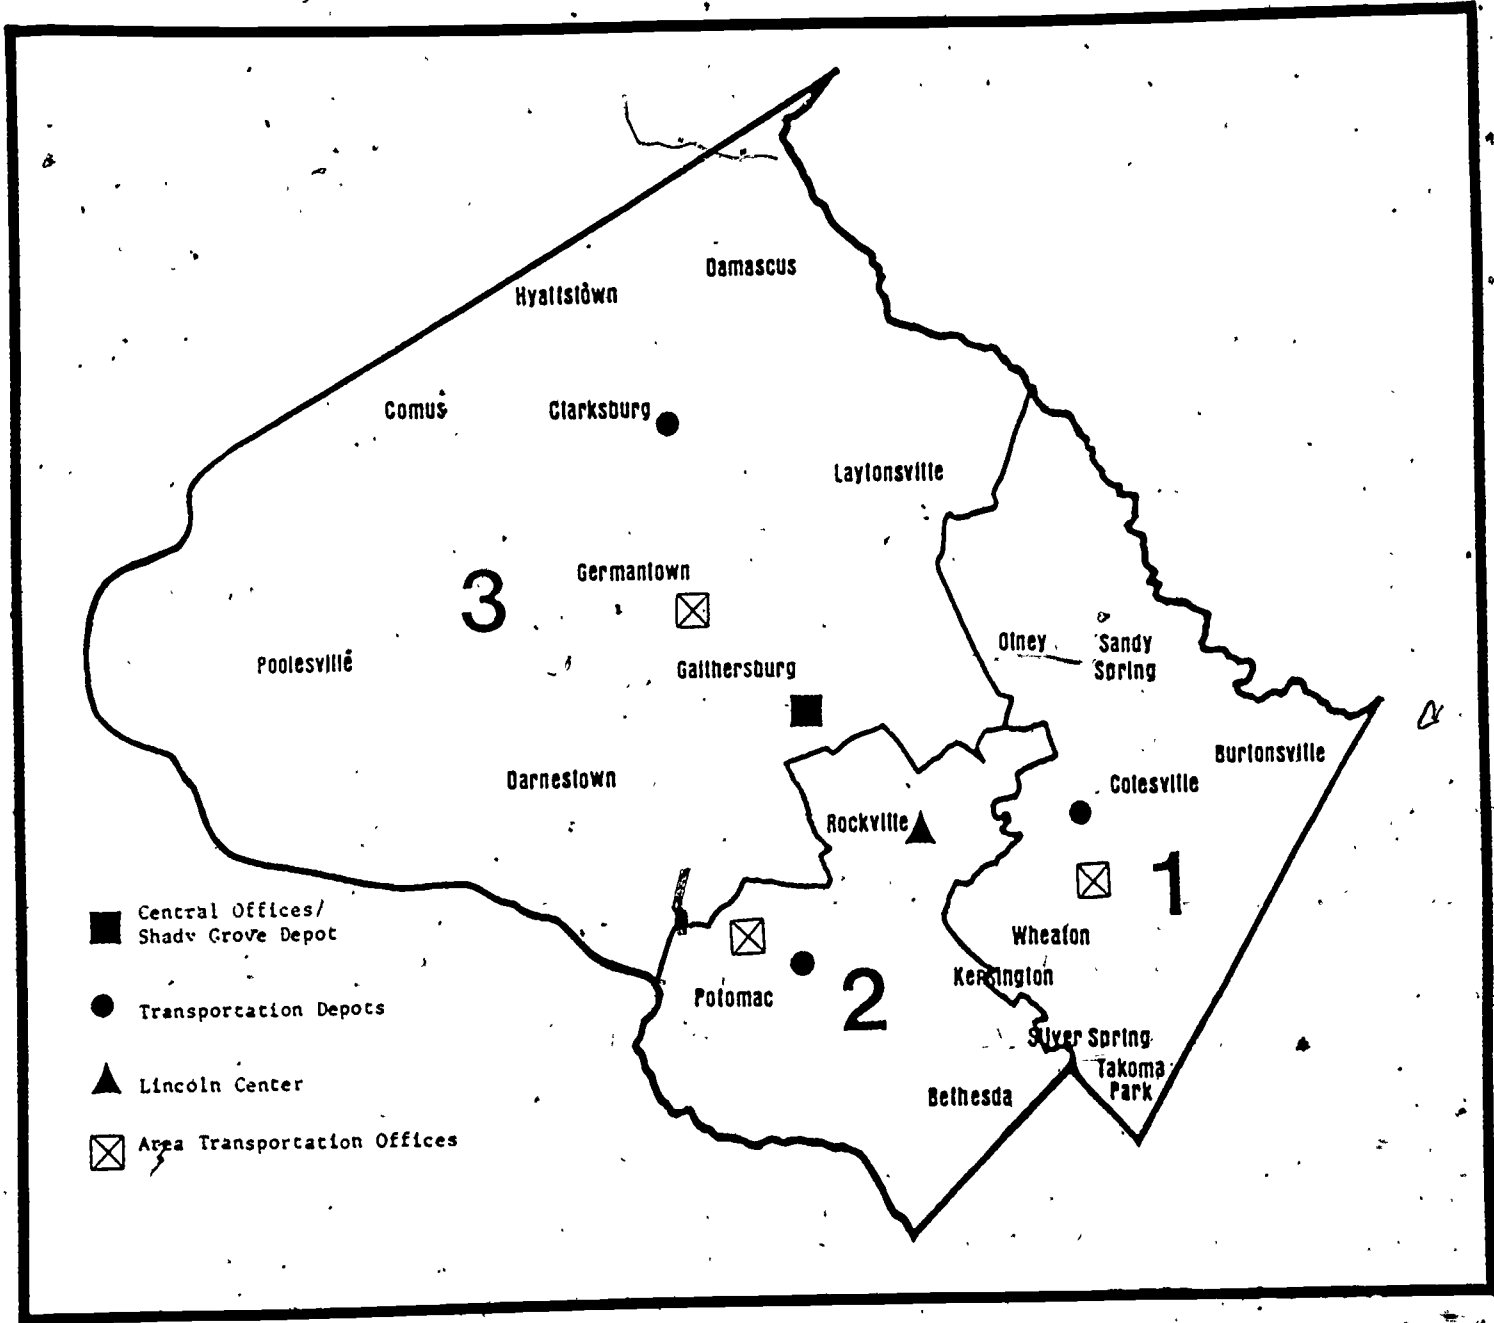 Damascus
Hyattstown
Comus
Clarksburg
Laytonsville
3
Germantown
Olney
Sandy
Spring
Poolesville
Gaithersburg
Burtonsville
Darnestown
Colesville
Rockville
1
Central Offices/
Shady Grove Depot
Wheaton
Kensington
Potomac
2
Transportation Depots
Silver Spring
Takoma
Park
Lincoln Center
Bethesda
Area Transportation Offices